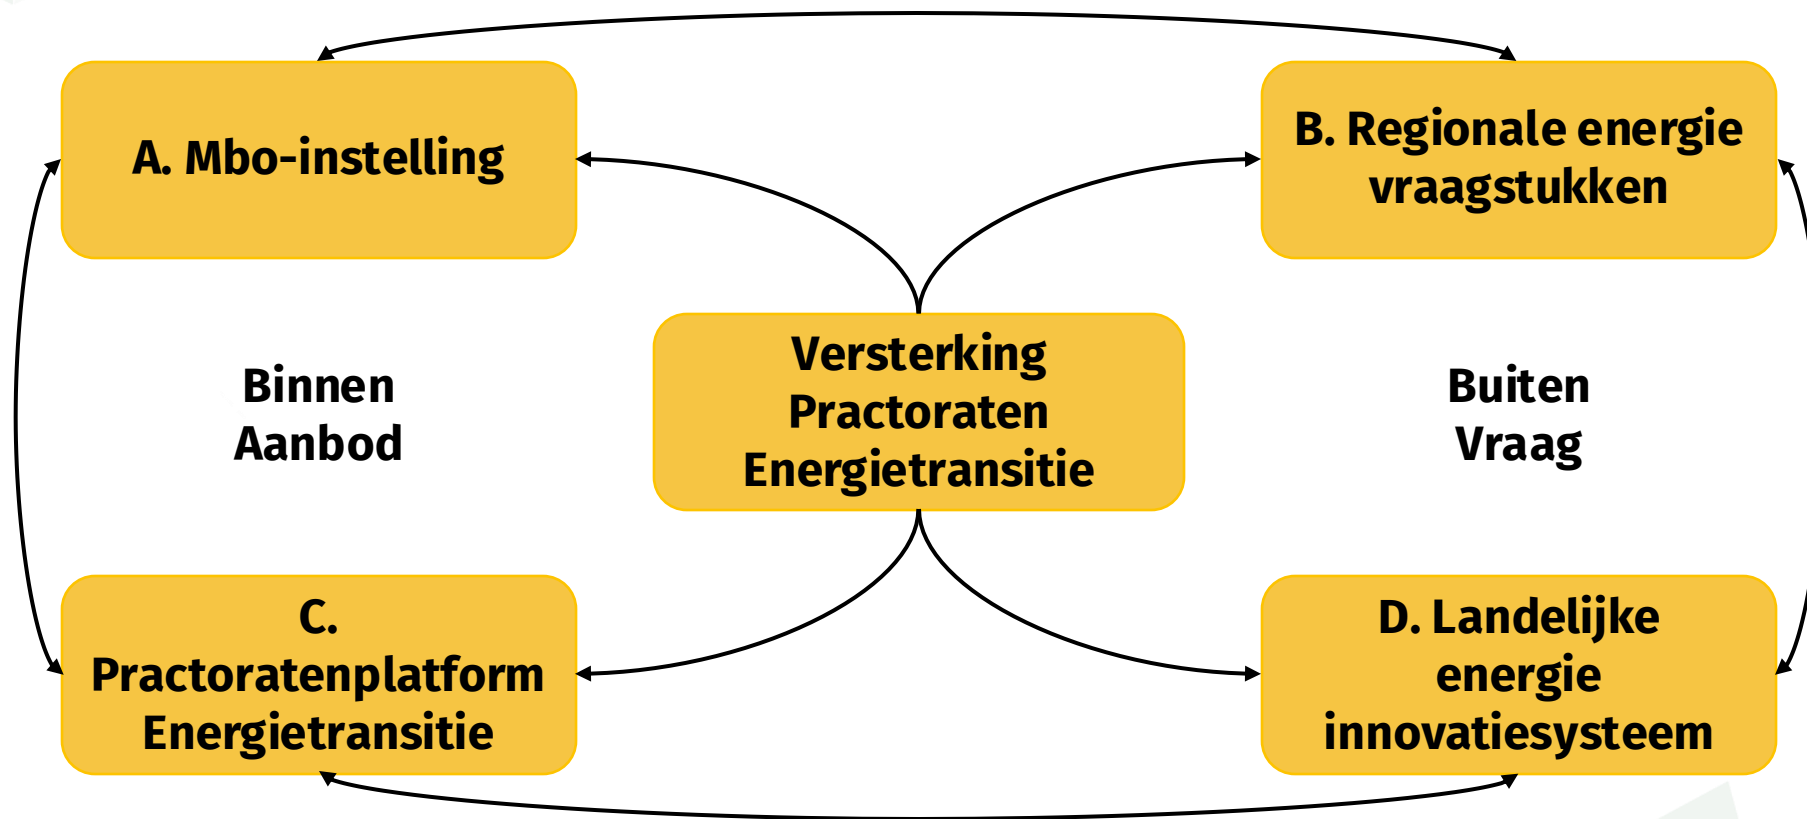 A. Mbo-instelling
B. Regionale energie
vraagstukken
Versterking
Practoraten
Energietransitie
Binnen
Aanbod
Buiten
Vraag
C.
Practoratenplatform
Energietransitie
D. Landelijke
energie
innovatiesysteem